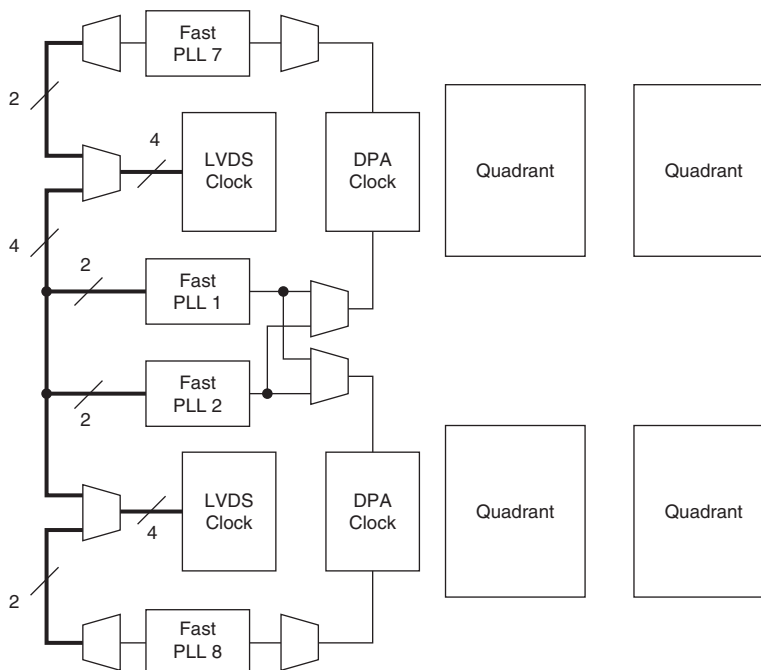 Fast
PLL 7
2
4
LVDS
Clock
DPA
Clock
Quadrant
Quadrant
4
2
Fast
PLL 1
Fast
PLL 2
2
LVDS
Clock
4
DPA
Clock
Quadrant
Quadrant
2
Fast
PLL 8